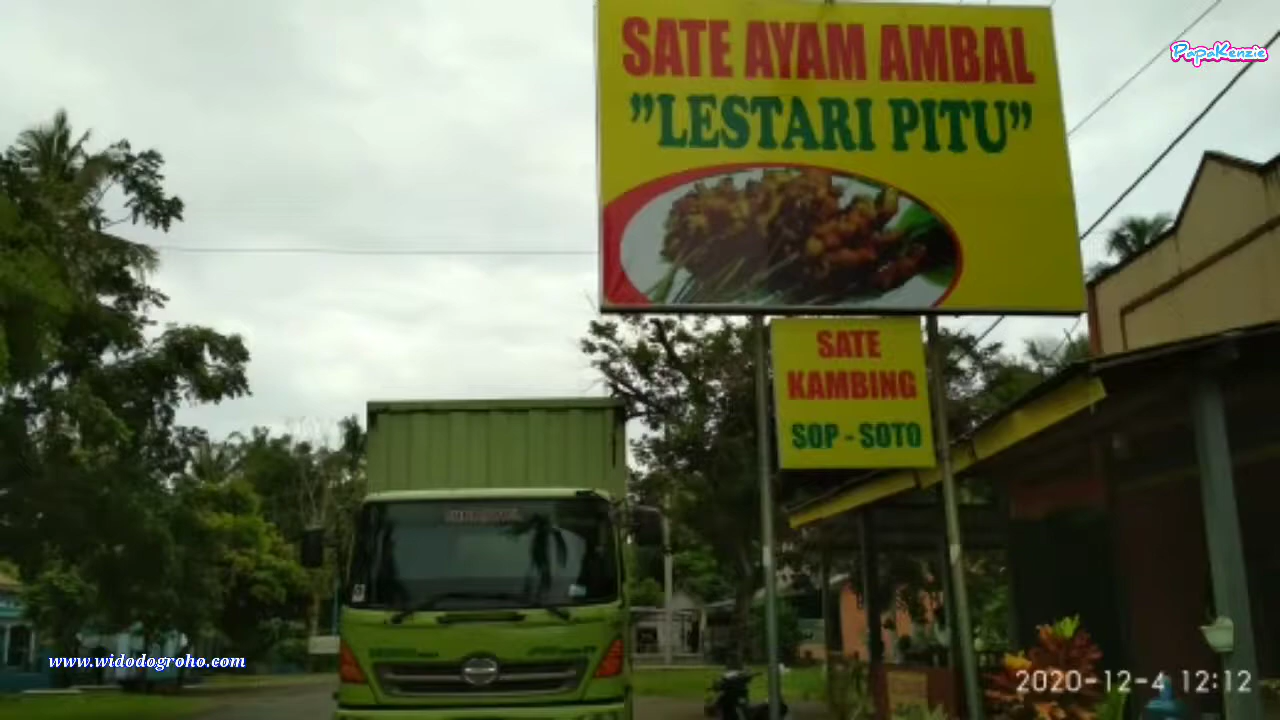 PapaKenzie
SATE AYAM AMBAL
"LESTARI PITU"
SATE
KAMBING
SOP - SOTO
www.widodogroho.com
2020-12-4 12:12